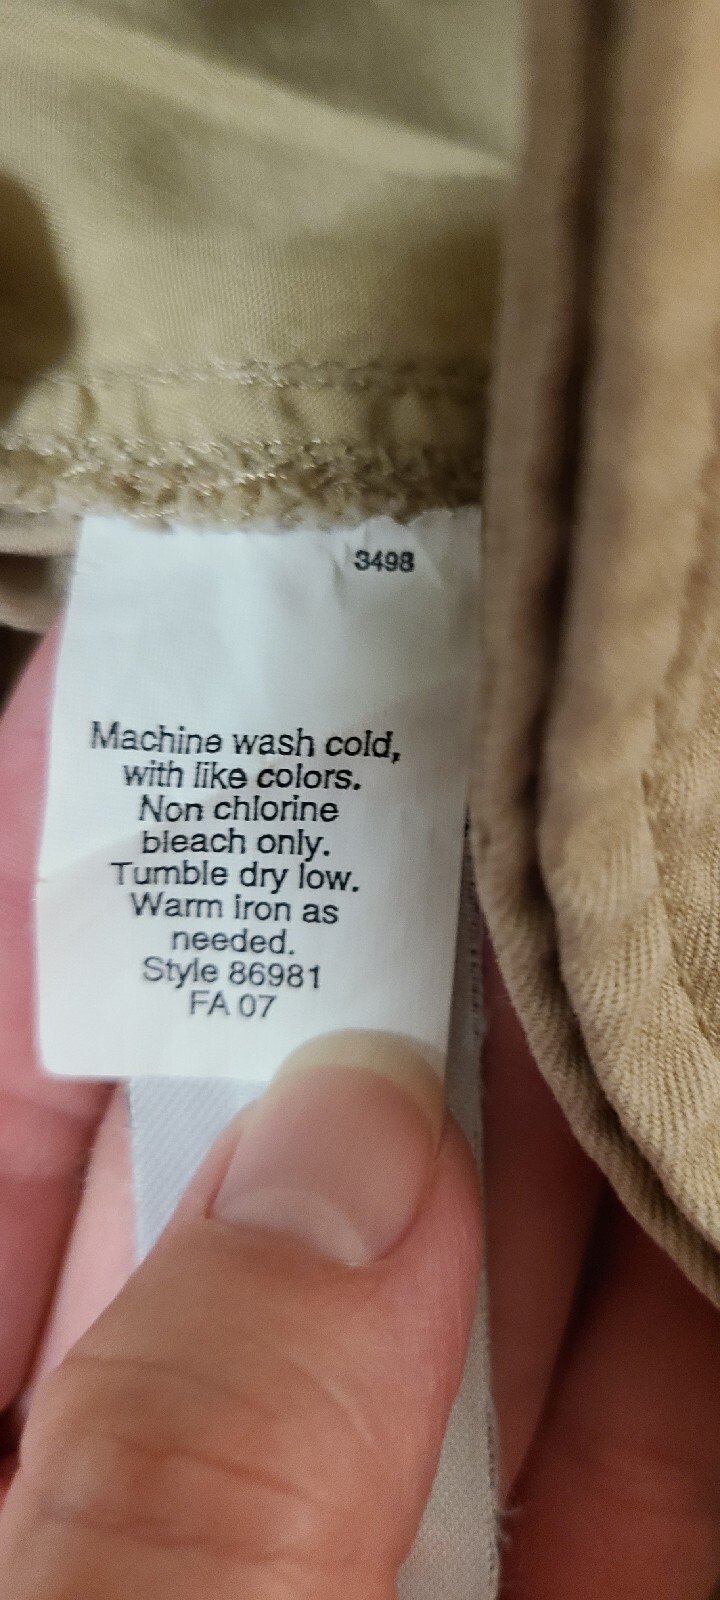 3498
Machine wash cold,
with like colors.
Non chlorine
bleach only.
Tumble dry low.
Warm iron as
needed.
Style 86981
FA 07